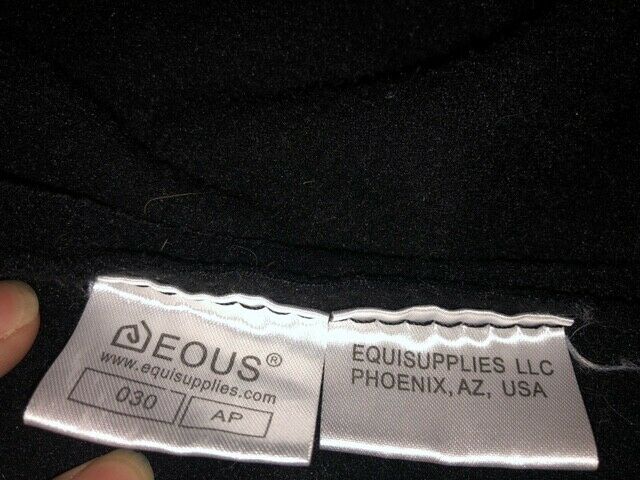 EOUS®
www.equisupplies.com
030
AP
EQUISUPPLIES LLC
PHOENIX, AZ, USA